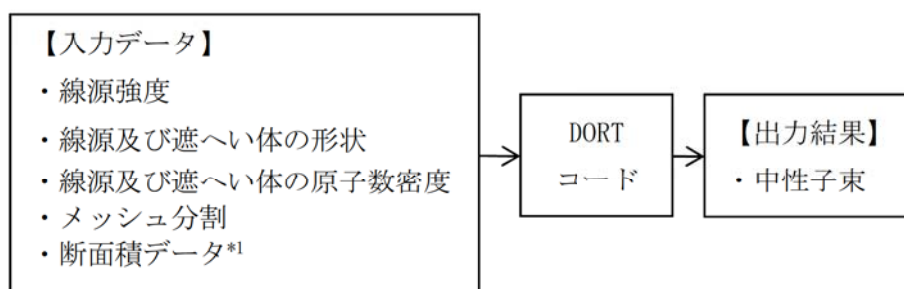 【入力データ】
・線源強度
・線源及び遮へい体の形状
・線源及び遮へい体の原子数密度
・メッシュ分割
・断面積データ*1
DORT
コード
【出力結果】
・中性子束